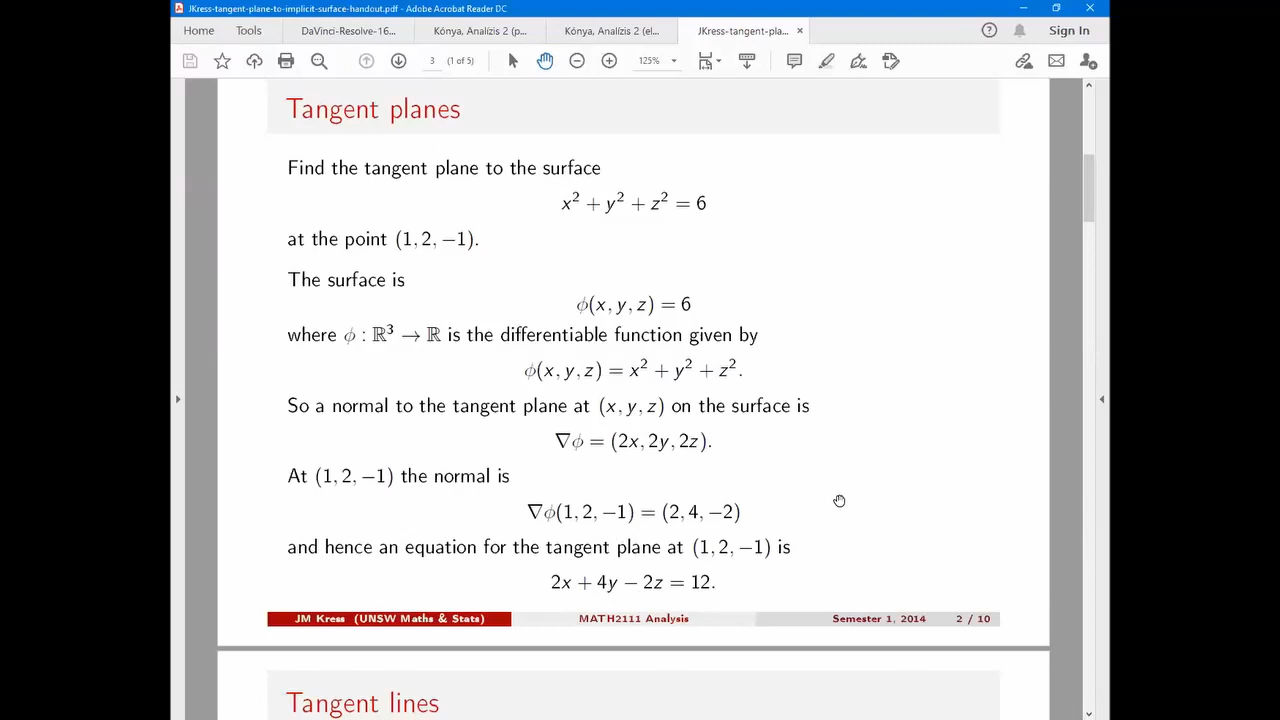 JKress-tangent-plane-to-implicit-surface-handout.pdf - Adobe Acrobat Reader DC
Home Tools DaVinci-Resolve-16... Kónya, Analízis 2 (p... Kónya, Analízis 2 (el... JKress-tangent-pla... × Sign In
3 (1 of 5) 125%
Tangent planes
Find the tangent plane to the surface
x² + y² + z² = 6
at the point (1, 2, −1).
The surface is
ϕ(x, y, z) = 6
where ϕ : ℝ³ → ℝ is the differentiable function given by
ϕ(x, y, z) = x² + y² + z².
So a normal to the tangent plane at (x, y, z) on the surface is
∇ϕ = (2x, 2y, 2z).
At (1, 2, −1) the normal is
∇ϕ(1, 2, −1) = (2, 4, −2)
and hence an equation for the tangent plane at (1, 2, −1) is
2x + 4y − 2z = 12.
JM Kress (UNSW Maths & Stats) MATH2111 Analysis Semester 1, 2014 2 / 10
Tangent lines